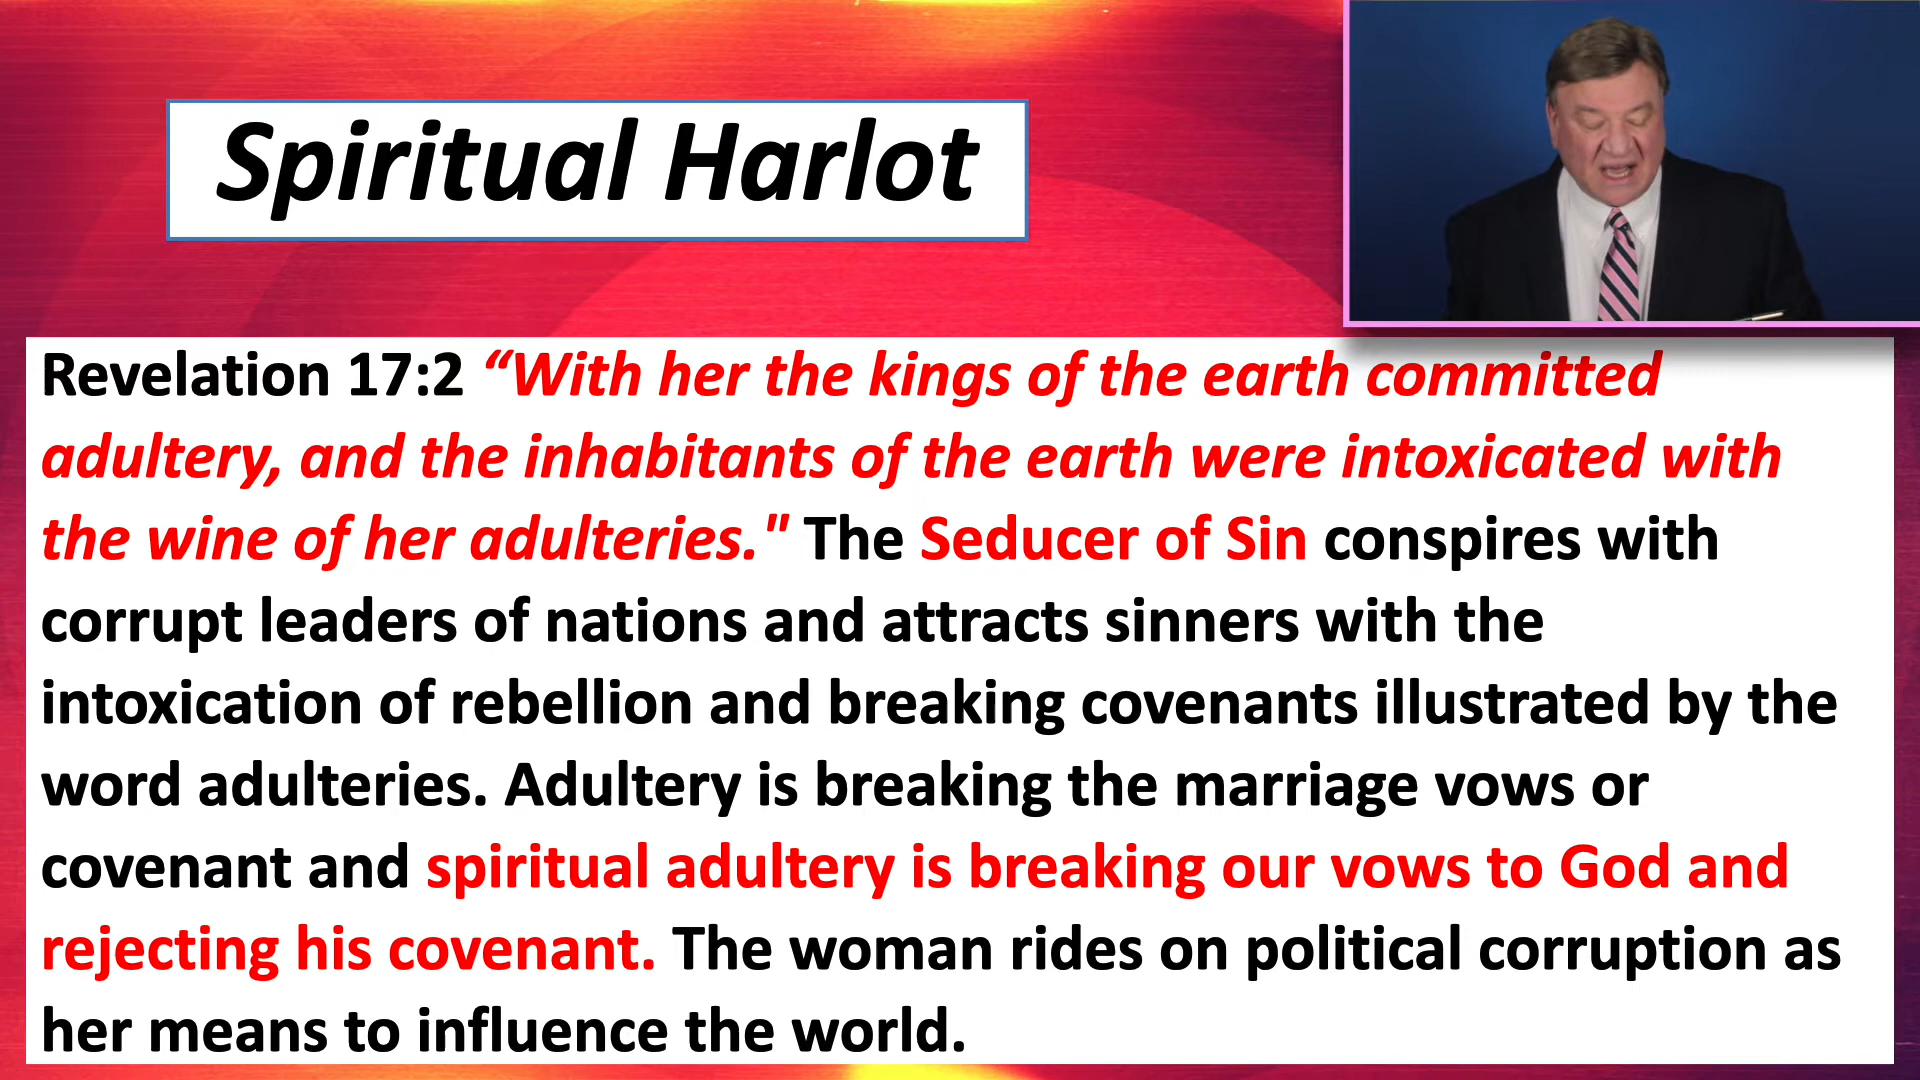 Spiritual Harlot
Revelation 17:2 “With her the kings of the earth committed
adultery, and the inhabitants of the earth were intoxicated with
the wine of her adulteries." The Seducer of Sin conspires with
corrupt leaders of nations and attracts sinners with the
intoxication of rebellion and breaking covenants illustrated by the
word adulteries. Adultery is breaking the marriage vows or
covenant and spiritual adultery is breaking our vows to God and
rejecting his covenant. The woman rides on political corruption as
her means to influence the world.